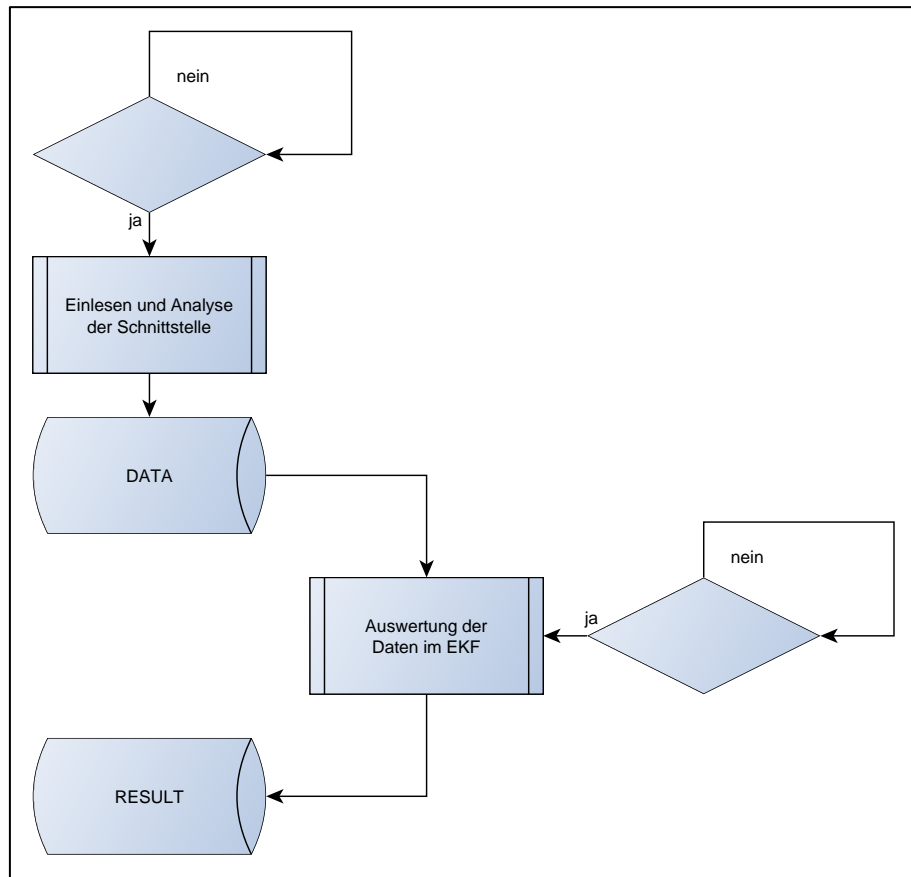 nein
ja
Einlesen und Analyse
der Schnittstelle
DATA
nein
ja
Auswertung der
Daten im EKF
RESULT